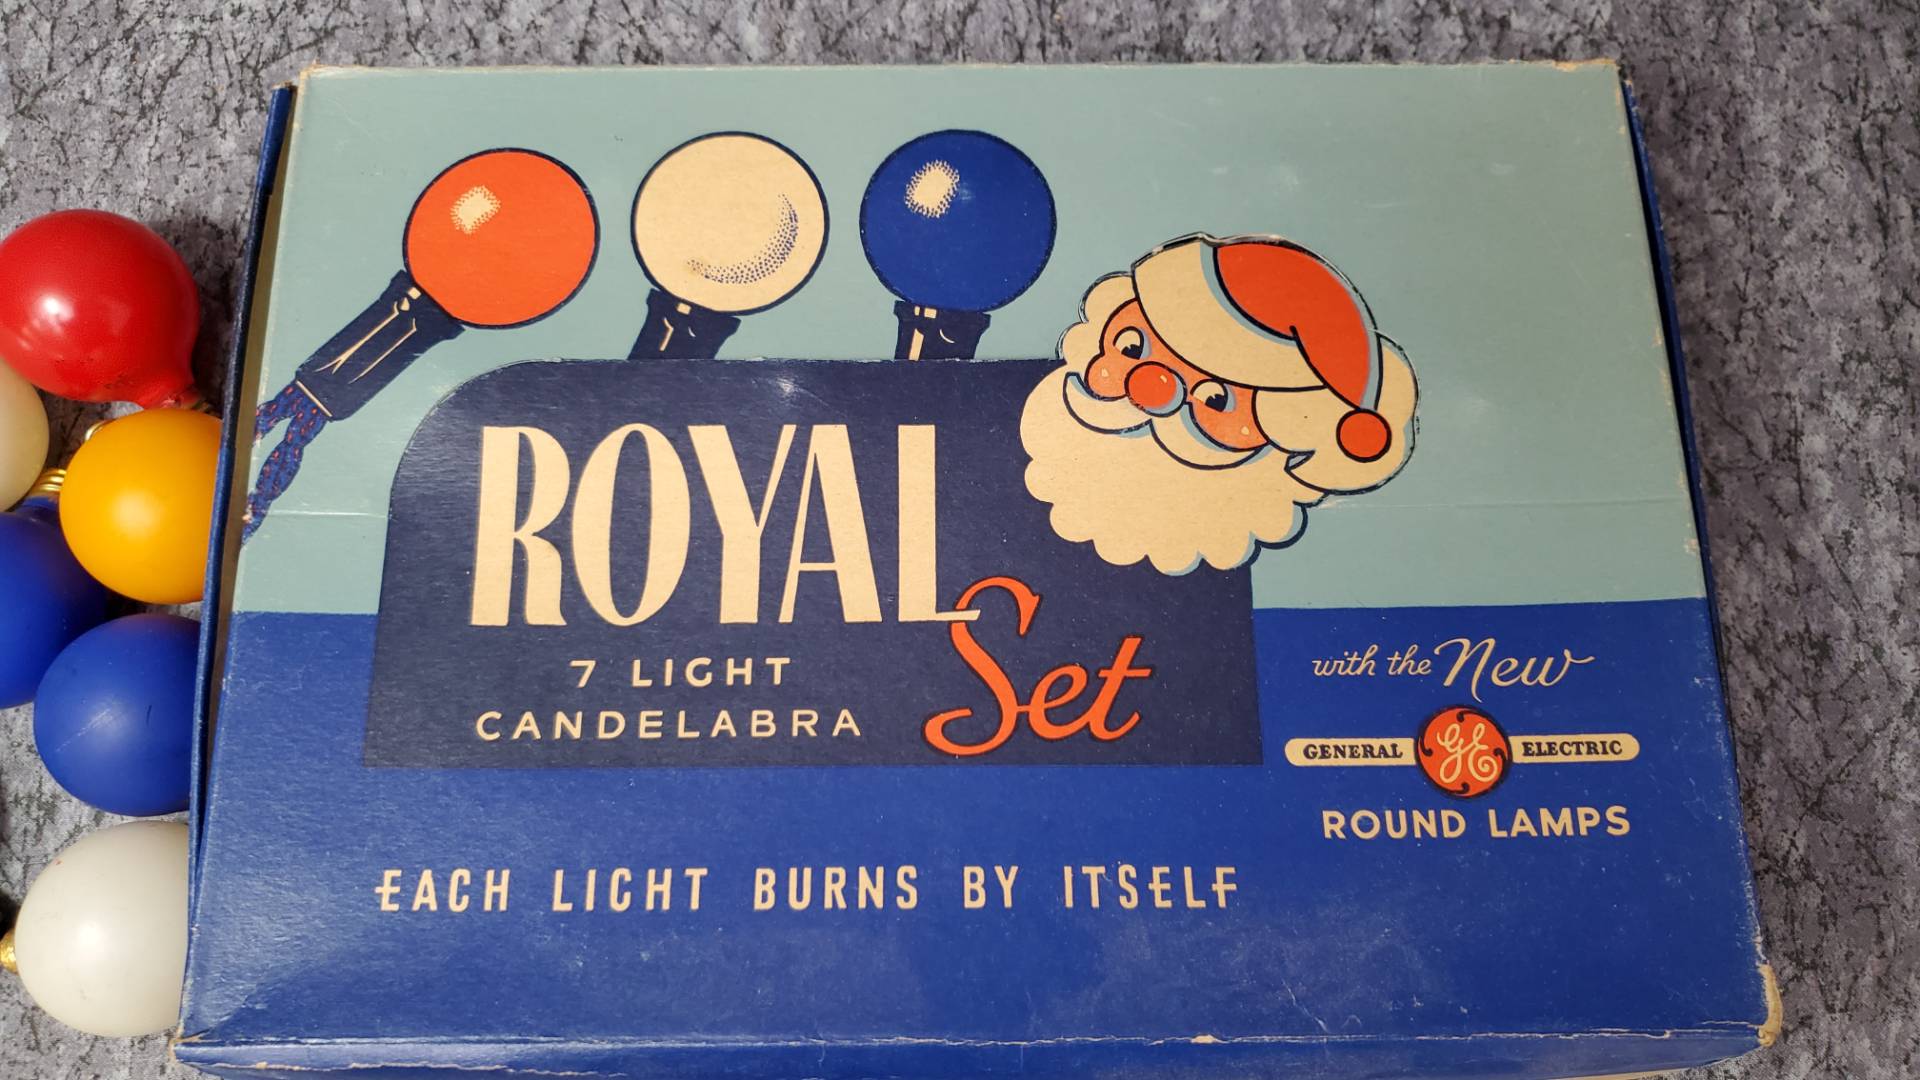 ROYAL
Set
7 LIGHT
CANDELABRA
with the New
GENERAL GE ELECTRIC
ROUND LAMPS
EACH LIGHT BURNS BY ITSELF